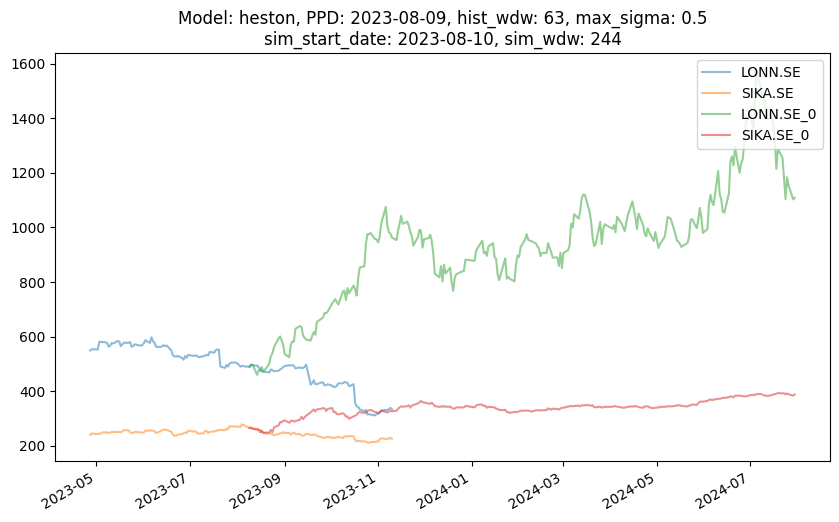 Model: heston, PPD: 2023-08-09, hist_wdw: 63, max_sigma: 0.5
sim_start_date: 2023-08-10, sim_wdw: 244
1600
1400
1200
1000
800
600
400
200
LONN.SE
SIKA.SE
LONN.SE_0
SIKA.SE_0
2023-05
2023-07
2023-09
2023-11
2024-01
2024-03
2024-05
2024-07